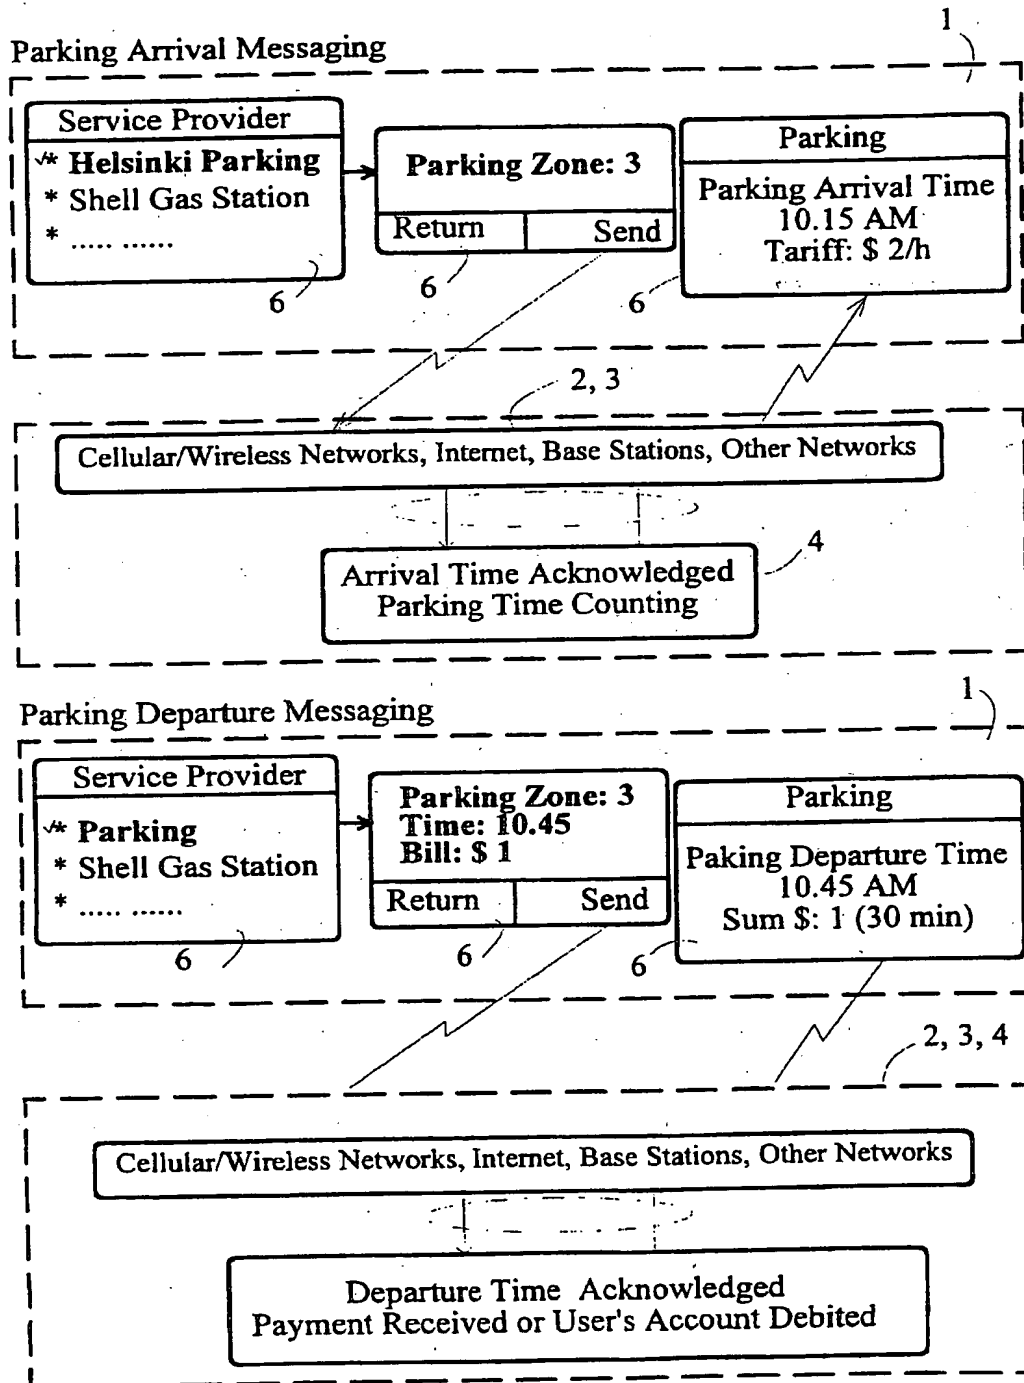 1
Parking Arrival Messaging
Service Provider
* Helsinki Parking
* Shell Gas Station
* ..... ......
6
Parking Zone: 3
Return Send
6
Parking
Parking Arrival Time
10.15 AM
Tariff: $ 2/h
6
2, 3
Cellular/Wireless Networks, Internet, Base Stations, Other Networks
4
Arrival Time Acknowledged
Parking Time Counting
1
Parking Departure Messaging
Service Provider
* Parking
* Shell Gas Station
* ..... ......
6
Parking Zone: 3
Time: 10.45
Bill: $ 1
Return Send
6
Parking
Paking Departure Time
10.45 AM
Sum $: 1 (30 min)
6
2, 3, 4
Cellular/Wireless Networks, Internet, Base Stations, Other Networks
Departure Time Acknowledged
Payment Received or User's Account Debited